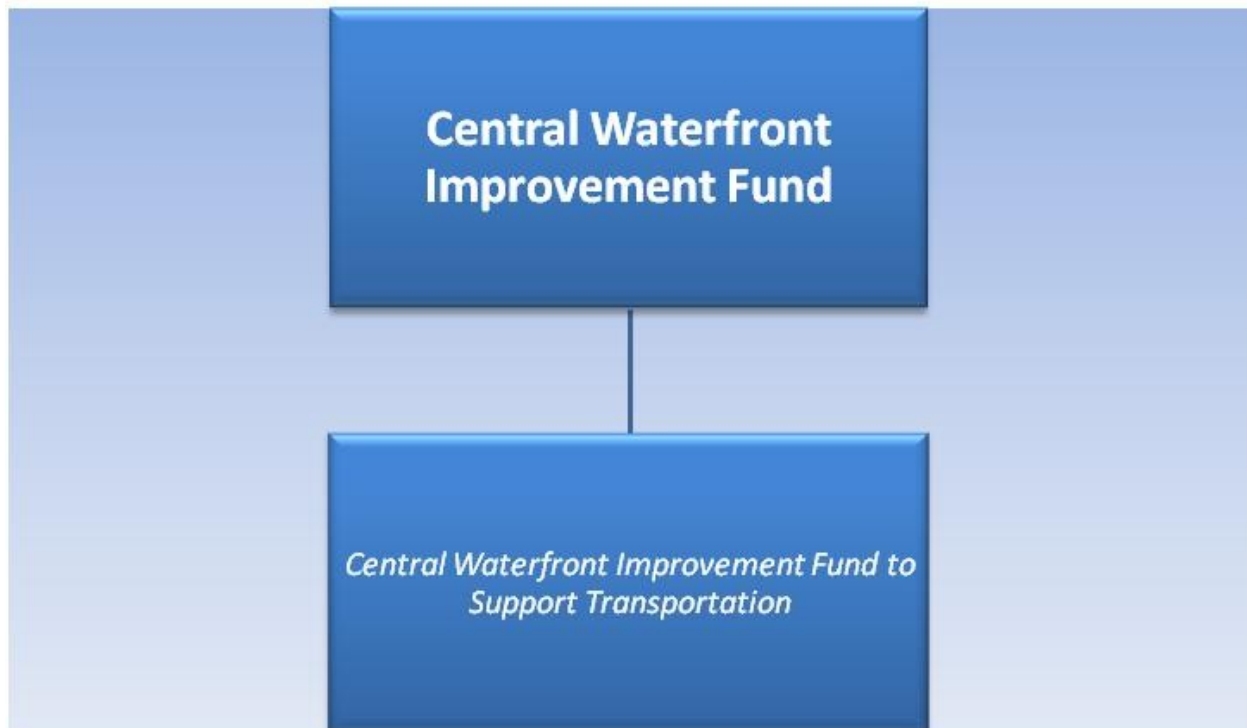 Central Waterfront
Improvement Fund
Central Waterfront Improvement Fund to
Support Transportation